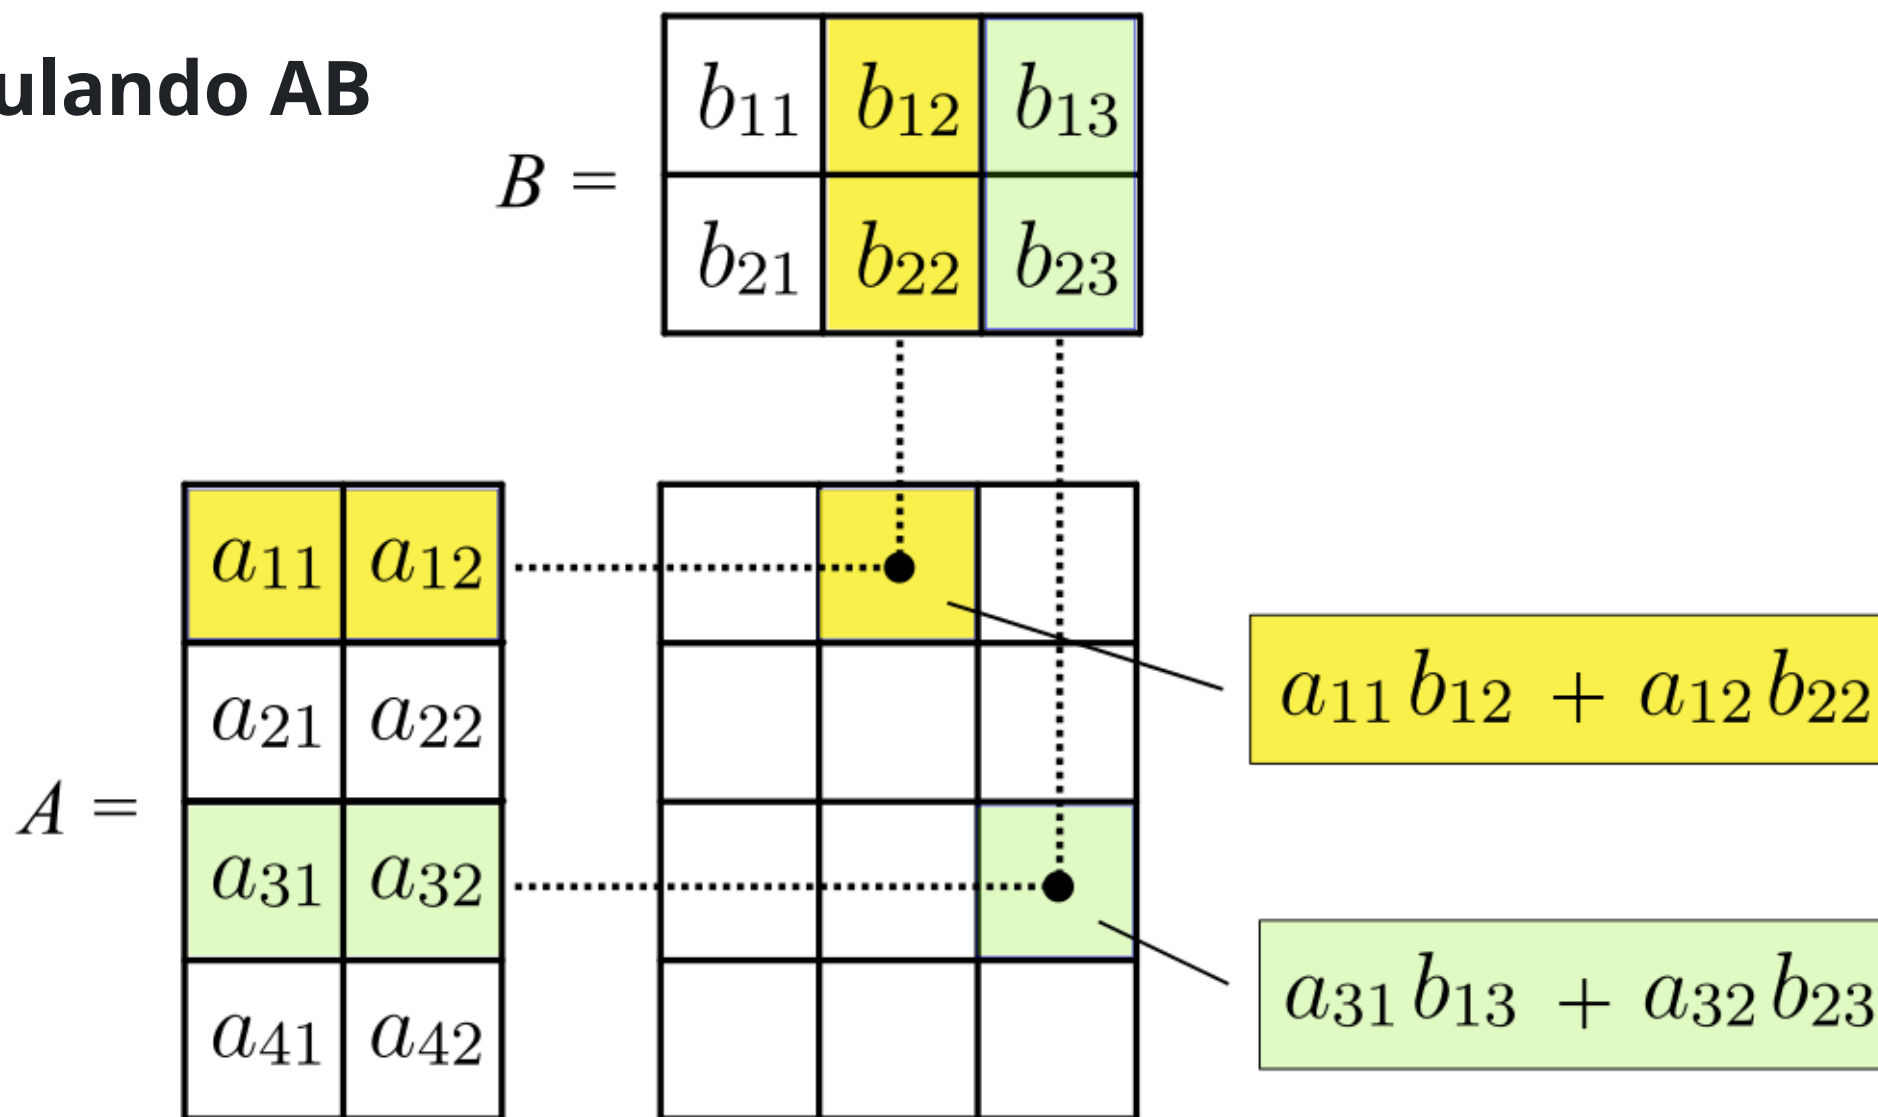 ulando AB
b11 b12 b13
B =
b21 b22 b23
a11 a12
a11 b12 + a12 b22
a21 a22
A =
a31 a32
a31 b13 + a32 b23
a41 a42